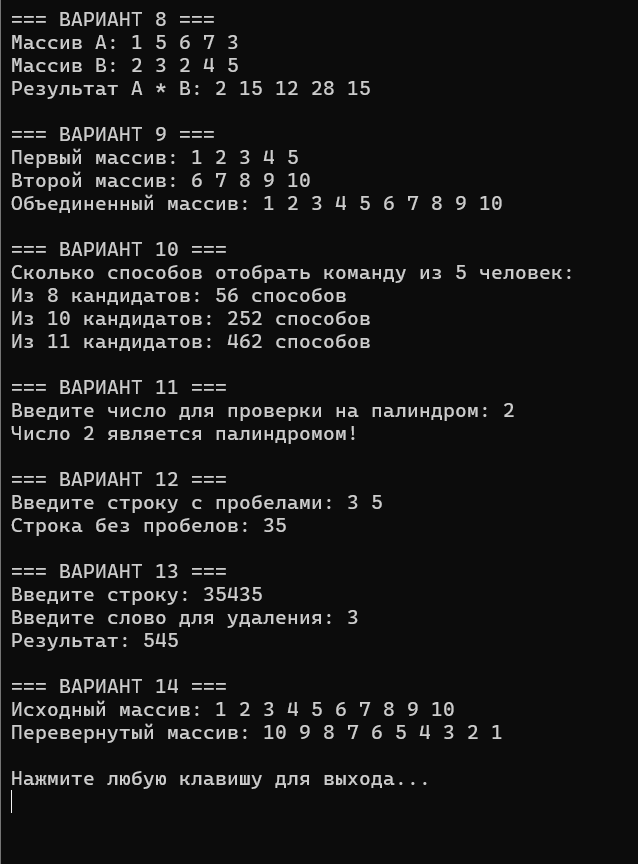 === ВАРИАНТ 8 ===
Массив A: 1 5 6 7 3
Массив B: 2 3 2 4 5
Результат A * B: 2 15 12 28 15
=== ВАРИАНТ 9 ===
Первый массив: 1 2 3 4 5
Второй массив: 6 7 8 9 10
Объединенный массив: 1 2 3 4 5 6 7 8 9 10
=== ВАРИАНТ 10 ===
Сколько способов отобрать команду из 5 человек:
Из 8 кандидатов: 56 способов
Из 10 кандидатов: 252 способов
Из 11 кандидатов: 462 способов
=== ВАРИАНТ 11 ===
Введите число для проверки на палиндром: 2
Число 2 является палиндромом!
=== ВАРИАНТ 12 ===
Введите строку с пробелами: 3 5
Строка без пробелов: 35
=== ВАРИАНТ 13 ===
Введите строку: 35435
Введите слово для удаления: 3
Результат: 545
=== ВАРИАНТ 14 ===
Исходный массив: 1 2 3 4 5 6 7 8 9 10
Перевернутый массив: 10 9 8 7 6 5 4 3 2 1
Нажмите любую клавишу для выхода...